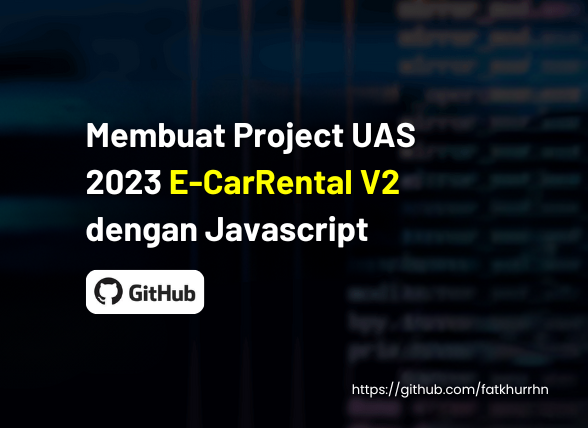 Membuat Project UAS
2023 E-CarRental V2
dengan Javascript
GitHub
https://github.com/fatkhurrhn